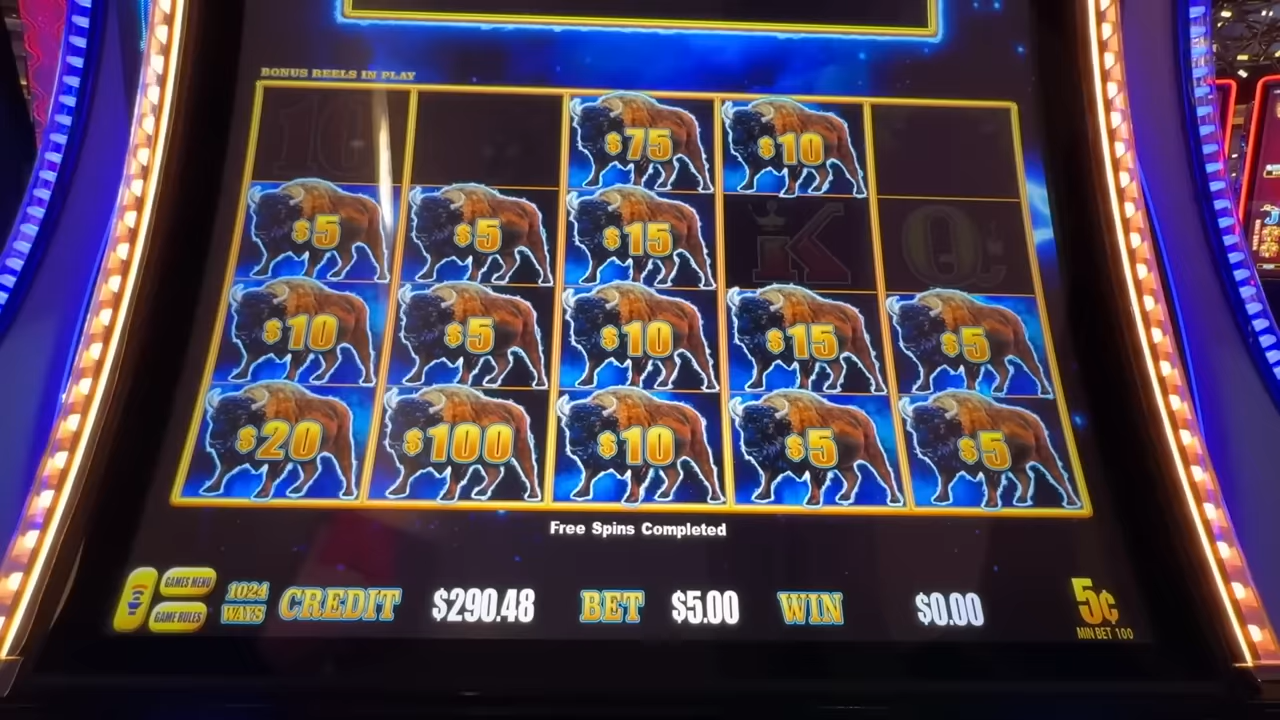 BONUS REELS IN PLAY
10 $75 $10
$5 $5 $15 K Q
$10 $5 $10 $15 $5
$20 $100 $10 $5 $5
Free Spins Completed
GAMES MENU
GAME RULES
1024 WAYS
CREDIT $290.48 BET $5.00 WIN $0.00
5¢
MIN BET 100